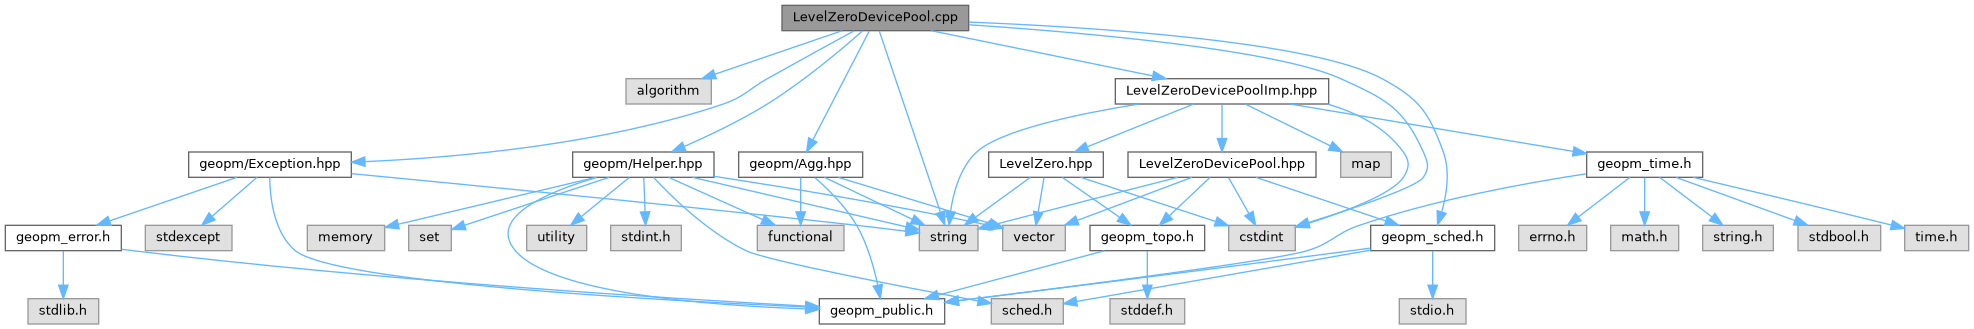 LevelZeroDevicePool.cpp
algorithm
LevelZeroDevicePoolImp.hpp
geopm/Exception.hpp
geopm/Helper.hpp
geopm/Agg.hpp
LevelZero.hpp
LevelZeroDevicePool.hpp
map
geopm_time.h
geopm_error.h
stdexcept
memory
set
utility
stdint.h
functional
string
vector
geopm_topo.h
cstdint
geopm_sched.h
errno.h
math.h
string.h
stdbool.h
time.h
stdlib.h
geopm_public.h
sched.h
stddef.h
stdio.h